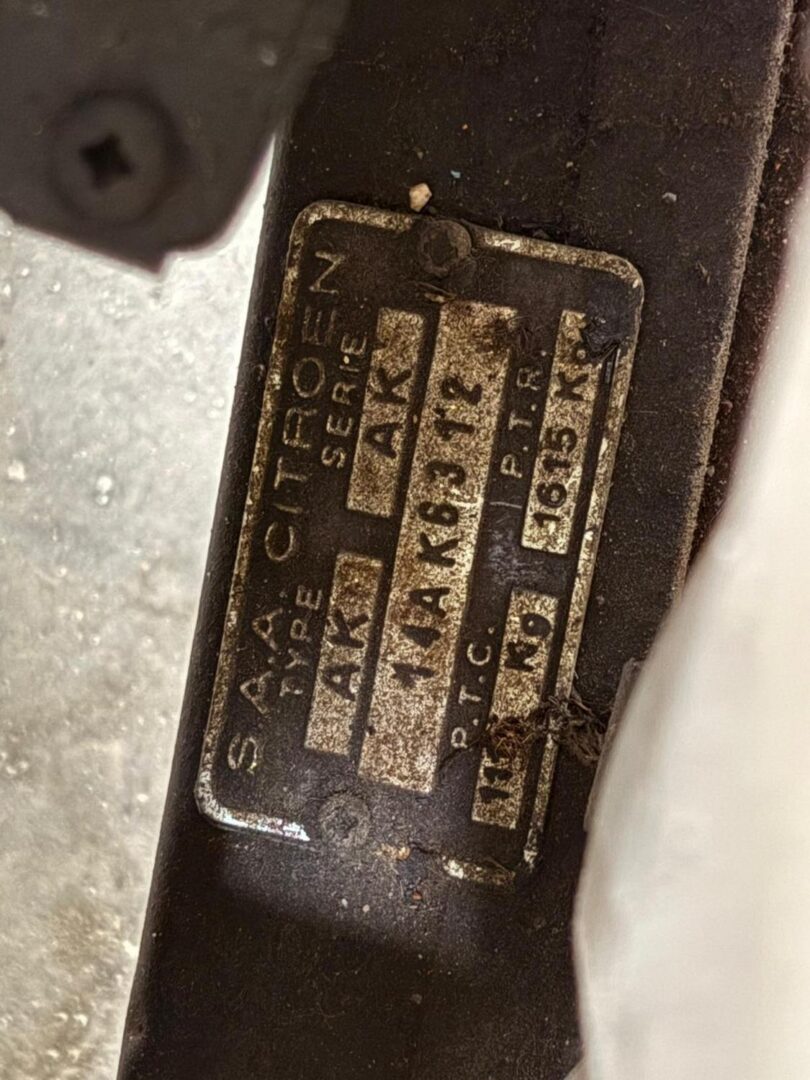 S.A.A. CITROEN
TYPE SERIE
AK AK
14AK6312
P.T.C. P.T.R.
Kg 1615 Kg